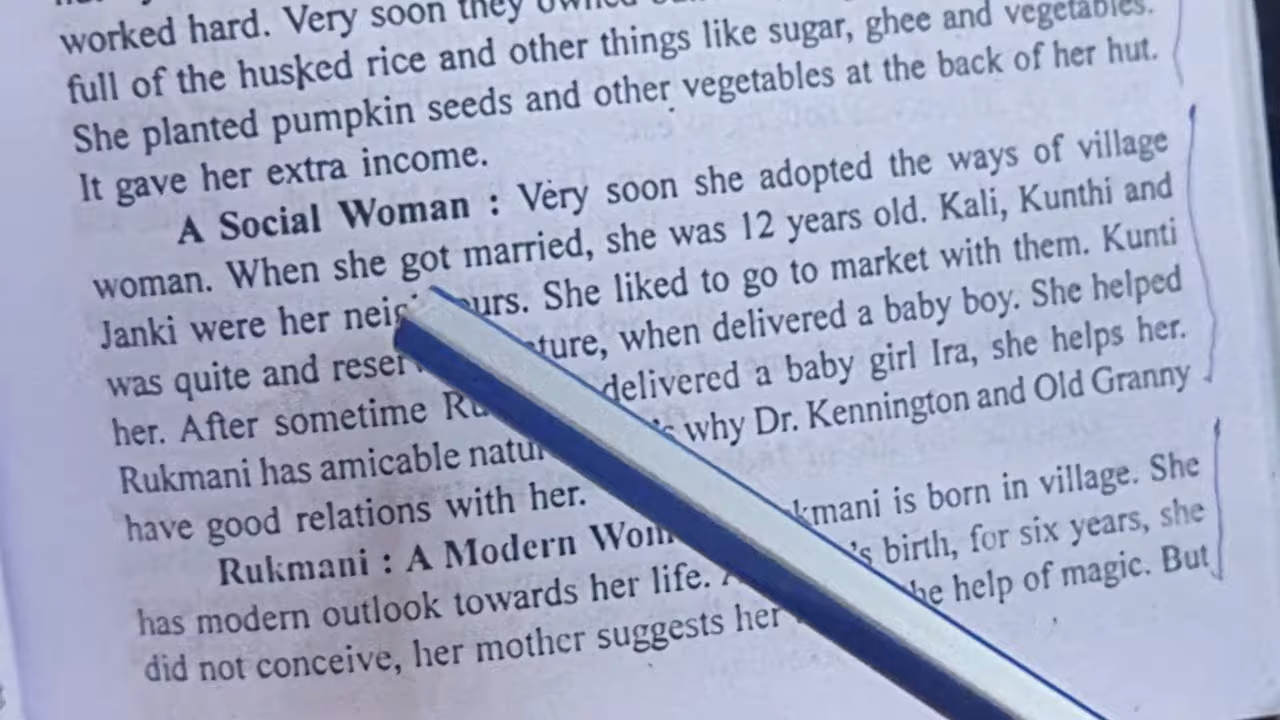 worked hard. Very soon they
full of the husked rice and other things like sugar, ghee and vegetables.
She planted pumpkin seeds and other vegetables at the back of her hut.
It gave her extra income.
A Social Woman : Very soon she adopted the ways of village
woman. When she got married, she was 12 years old. Kali, Kunthi and
Janki were her urs. She liked to go to market with them. Kunti
was quite and reser ture, when delivered a baby boy. She helped
her. After sometime delivered a baby girl Ira, she helps her.
Rukmani has amicable natu why Dr. Kennington and Old Granny
have good relations with her.
Rukmani : A Modern Wom kmani is born in village. She
has modern outlook towards her life. 's birth, for six years, she
did not conceive, her mother suggests her he help of magic. But